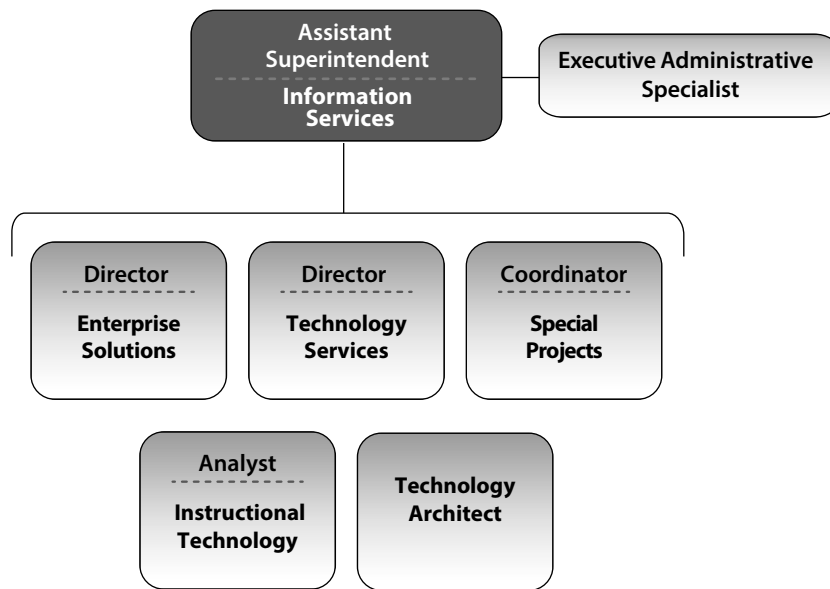 Assistant
Superintendent
Information
Services
Executive Administrative
Specialist
Director
Enterprise
Solutions
Director
Technology
Services
Coordinator
Special
Projects
Analyst
Instructional
Technology
Technology
Architect